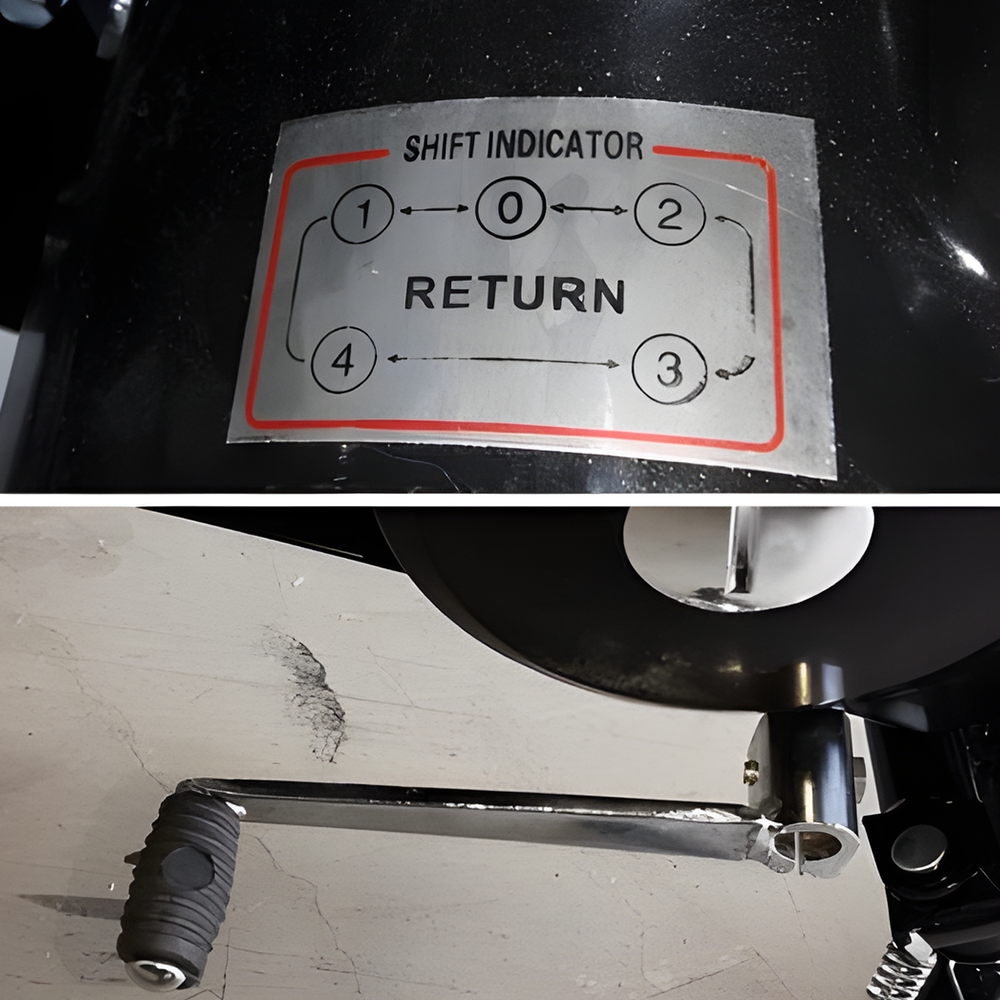 SHIFT INDICATOR
1 0 2
RETURN
4 3